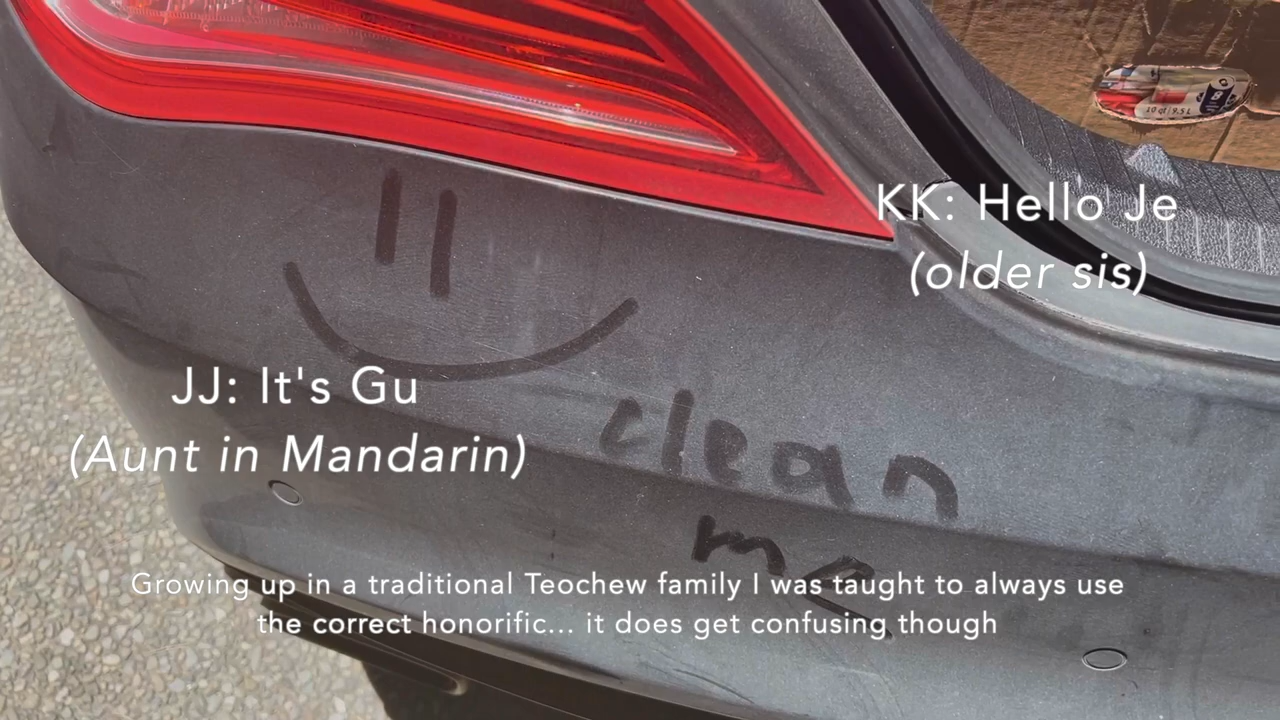 KK: Hello Je
(older sis)
JJ: It's Gu
(Aunt in Mandarin)
clean
me
Growing up in a traditional Teochew family I was taught to always use
the correct honorific... it does get confusing though